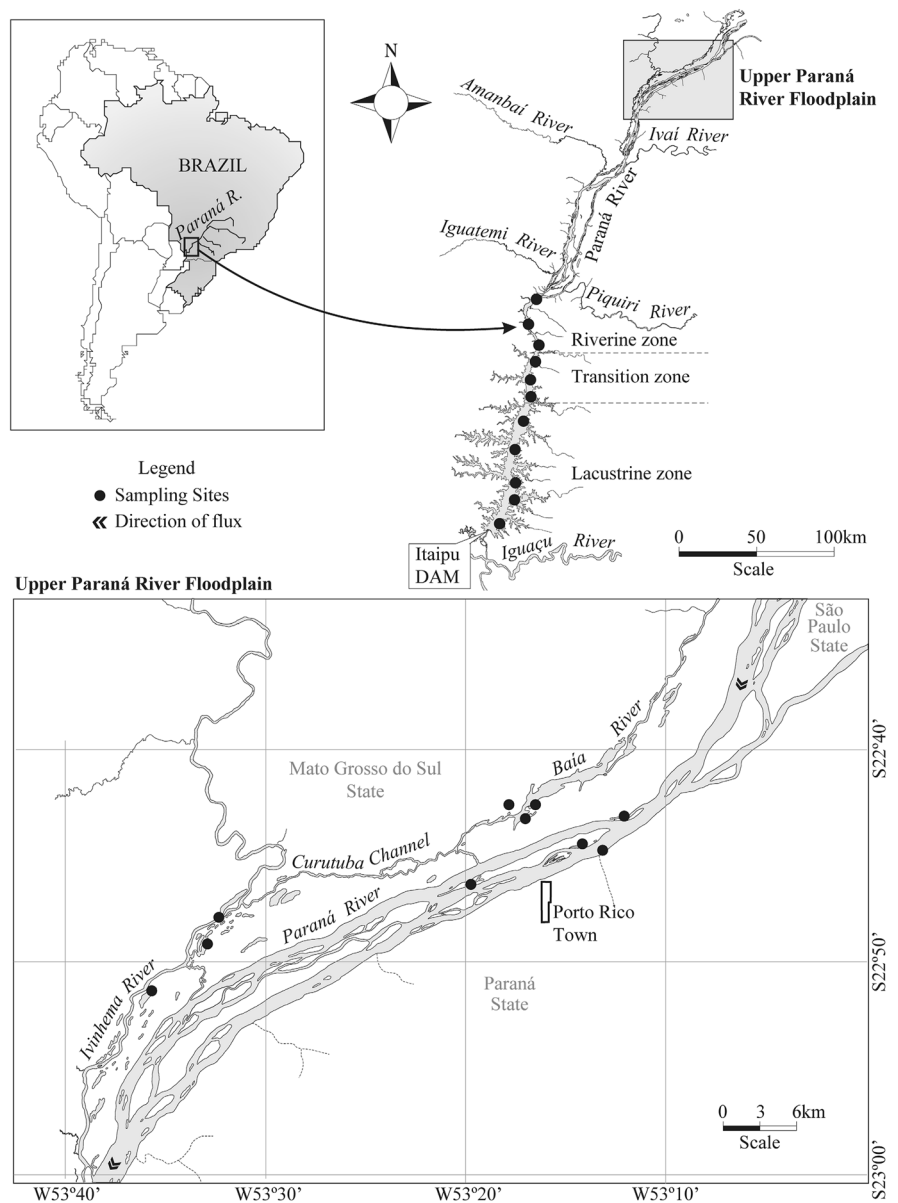 BRAZIL
Paraná R.
N
Amanbaí River
Upper Paraná
River Floodplain
Ivaí River
Paraná River
Iguatemi River
Piquiri River
Riverine zone
Transition zone
Lacustrine zone
Legend
Sampling Sites
Direction of flux
Itaipu
DAM
Iguaçu River
0 50 100km
Scale
Upper Paraná River Floodplain
São
Paulo
State
Baía River
Mato Grosso do Sul
State
Curutuba Channel
Paraná River
Porto Rico
Town
Ivinhema River
Paraná
State
0 3 6km
Scale
S22°40'
S22°50'
S23°00'
W53°40' W53°30' W53°20' W53°10'